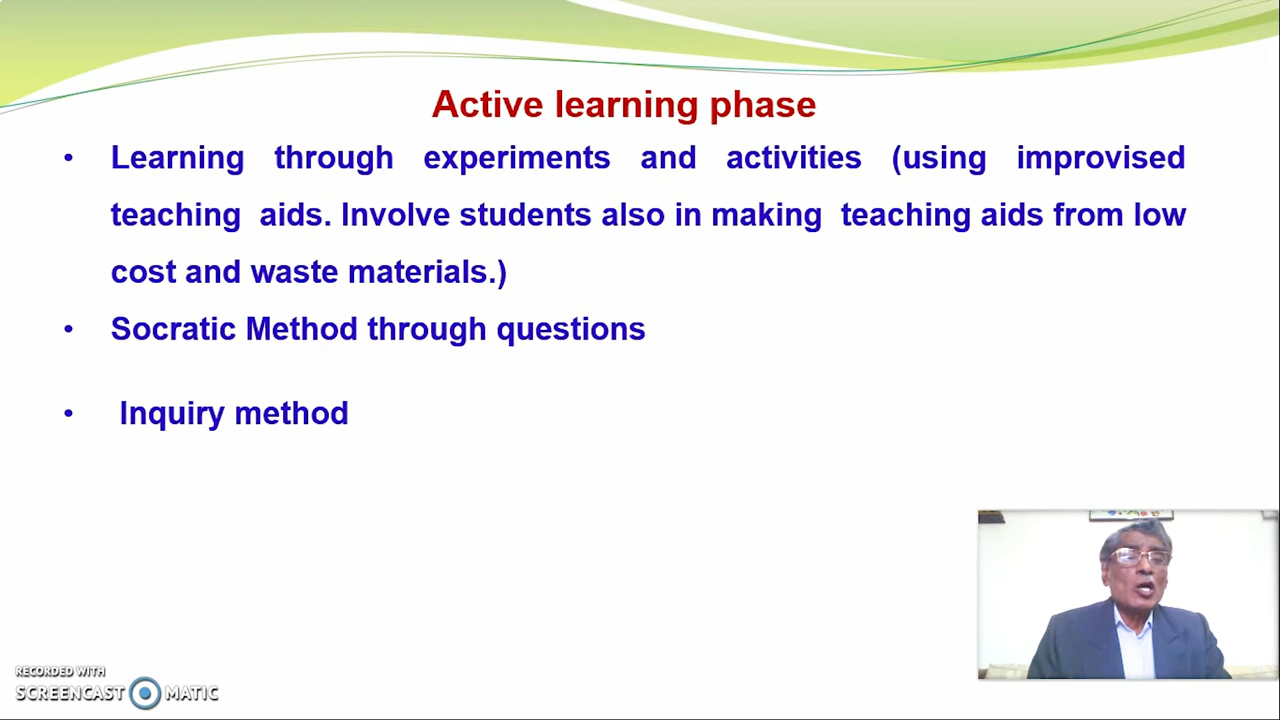 Active learning phase
• Learning through experiments and activities (using improvised
teaching aids. Involve students also in making teaching aids from low
cost and waste materials.)
• Socratic Method through questions
• Inquiry method
RECORDED WITH
SCREENCAST MATIC